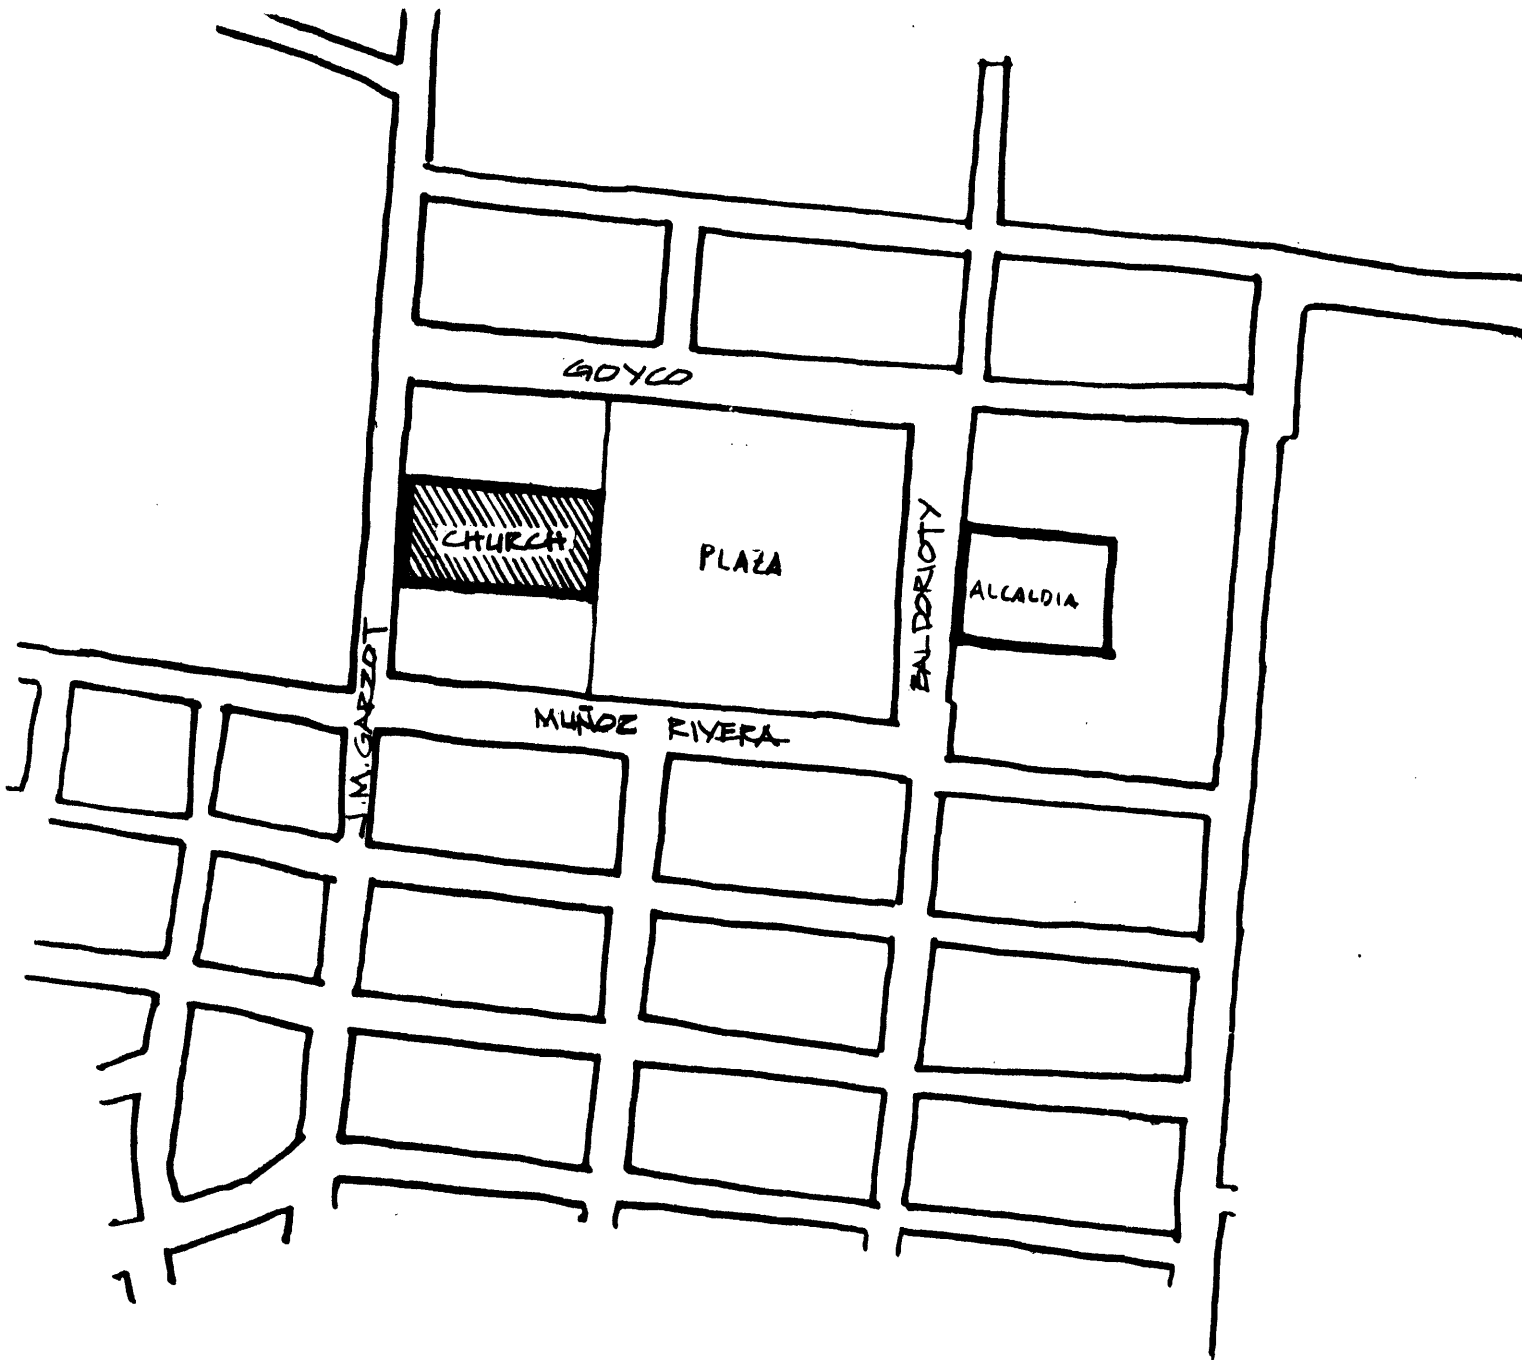 GOYCO
CHURCH
PLAZA
BALDORIOTY
ALCALDIA
J.M. GARZOT
MUÑOZ RIVERA